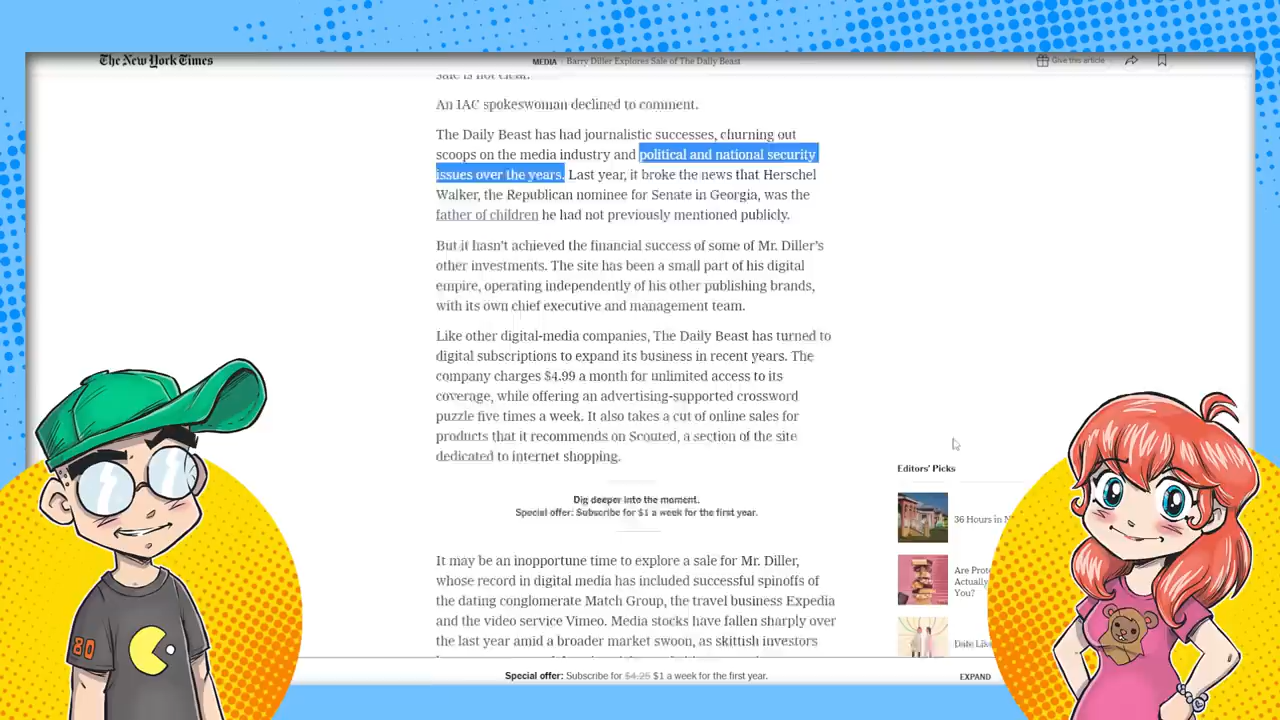 The New York Times
MEDIA Barry Diller Explores Sale of The Daily Beast
Give this article
sale is not clear.
An IAC spokeswoman declined to comment.
The Daily Beast has had journalistic successes, churning out
scoops on the media industry and political and national security
issues over the years. Last year, it broke the news that Herschel
Walker, the Republican nominee for Senate in Georgia, was the
father of children he had not previously mentioned publicly.
But it hasn't achieved the financial success of some of Mr. Diller's
other investments. The site has been a small part of his digital
empire, operating independently of his other publishing brands,
with its own chief executive and management team.
Like other digital-media companies, The Daily Beast has turned to
digital subscriptions to expand its business in recent years. The
company charges $4.99 a month for unlimited access to its
coverage, while offering an advertising-supported crossword
puzzle five times a week. It also takes a cut of online sales for
products that it recommends on Scouted, a section of the site
dedicated to internet shopping.
Dig deeper into the moment.
Special offer: Subscribe for $1 a week for the first year.
It may be an inopportune time to explore a sale for Mr. Diller,
whose record in digital media has included successful spinoffs of
the dating conglomerate Match Group, the travel business Expedia
and the video service Vimeo. Media stocks have fallen sharply over
the last year amid a broader market swoon, as skittish investors
Editors' Picks
36 Hours in
Are
Actually
You?
Special offer: Subscribe for $4.25 $1 a week for the first year.
EXPAND
80